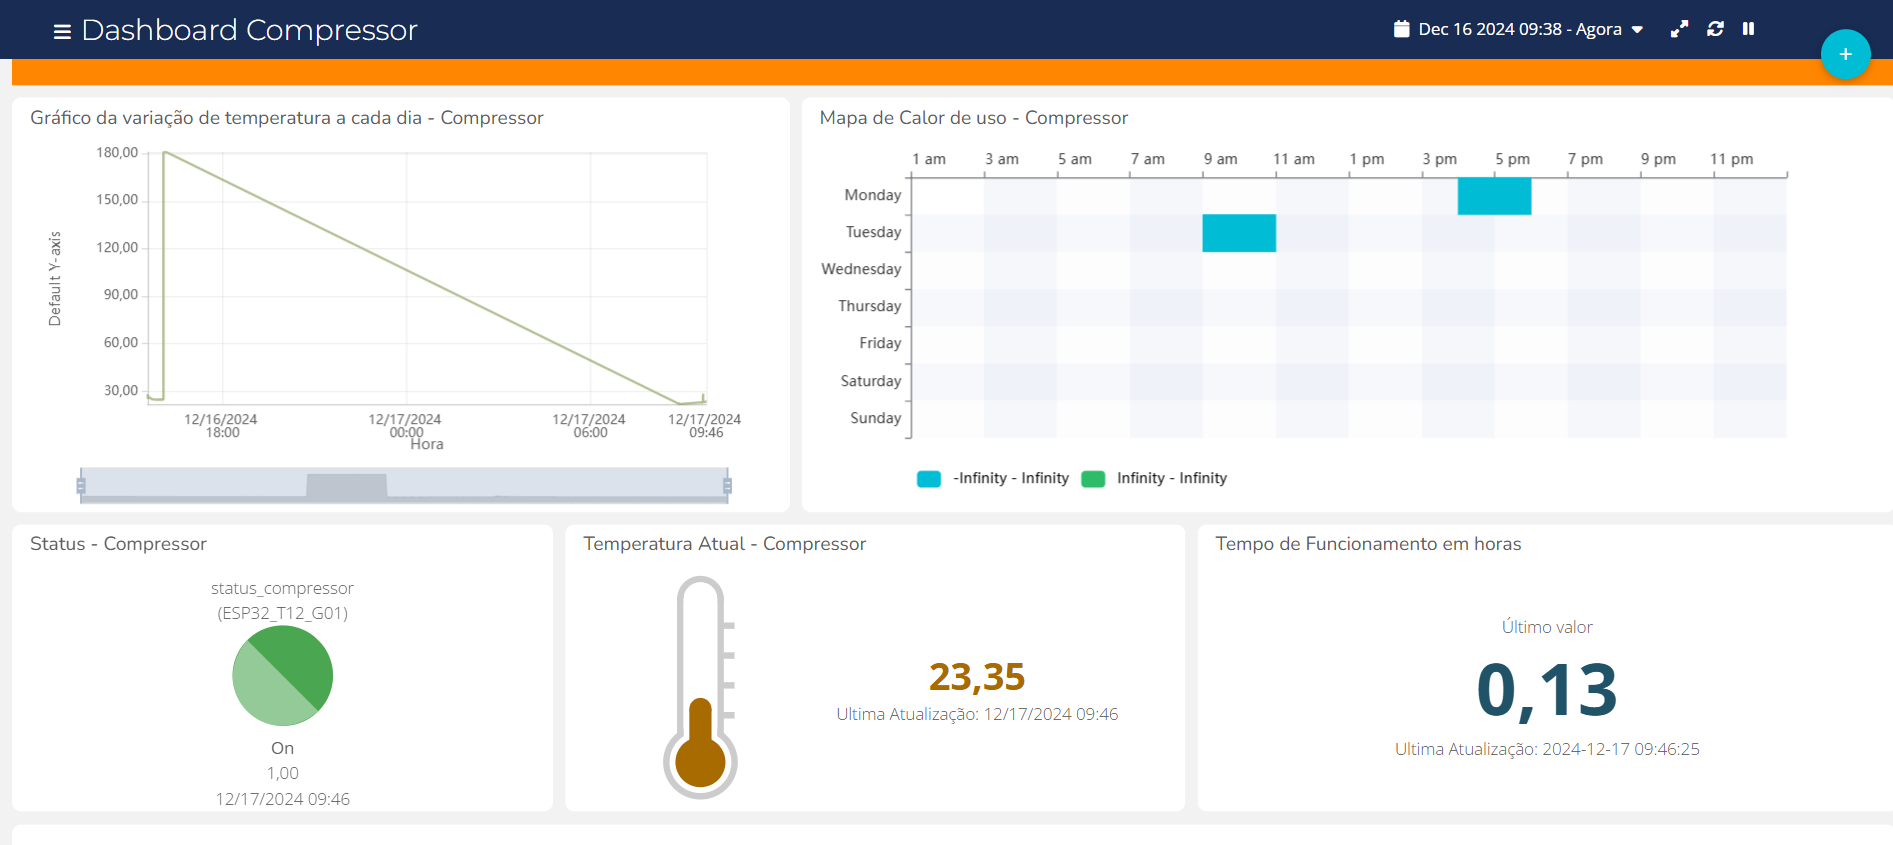 Dashboard Compressor
Dec 16 2024 09:38 - Agora
+
Gráfico da variação de temperatura a cada dia - Compressor
180,00
150,00
120,00
90,00
60,00
30,00
Default Y-axis
12/16/2024 18:00
12/17/2024 00:00
12/17/2024 06:00
12/17/2024 09:46
Hora
Mapa de Calor de uso - Compressor
1 am 3 am 5 am 7 am 9 am 11 am 1 pm 3 pm 5 pm 7 pm 9 pm 11 pm
Monday
Tuesday
Wednesday
Thursday
Friday
Saturday
Sunday
-Infinity - Infinity Infinity - Infinity
Status - Compressor
status_compressor
(ESP32_T12_G01)
On
1,00
12/17/2024 09:46
Temperatura Atual - Compressor
23,35
Ultima Atualização: 12/17/2024 09:46
Tempo de Funcionamento em horas
Último valor
0,13
Ultima Atualização: 2024-12-17 09:46:25